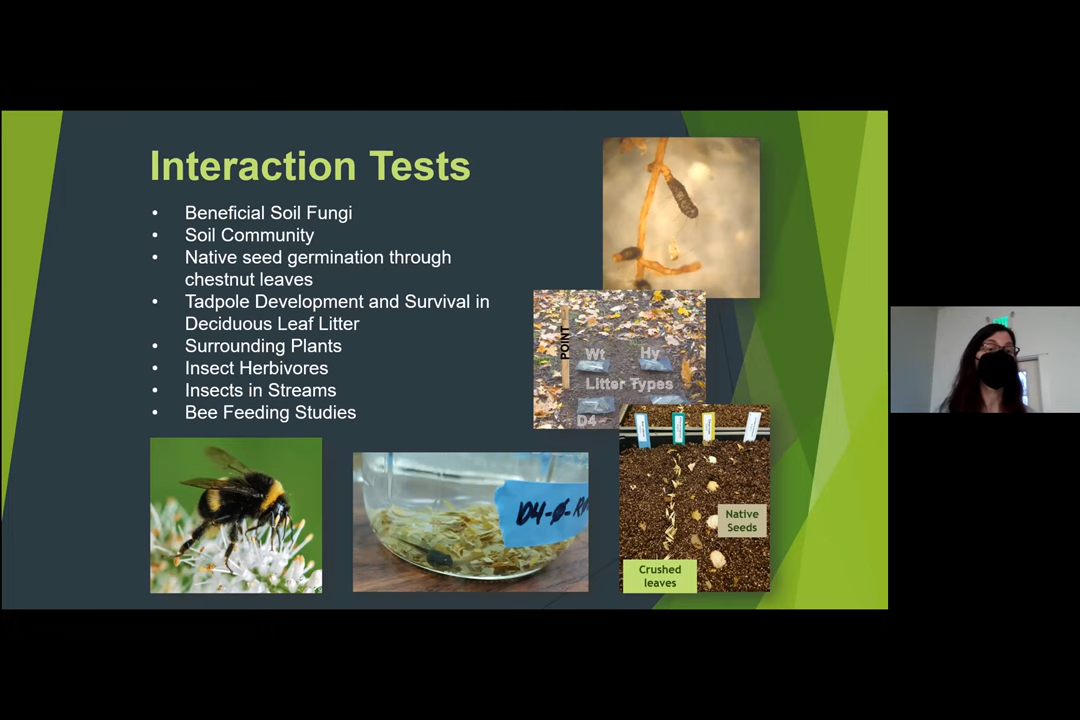 Interaction Tests
• Beneficial Soil Fungi
• Soil Community
• Native seed germination through
chestnut leaves
• Tadpole Development and Survival in
Deciduous Leaf Litter
• Surrounding Plants
• Insect Herbivores
• Insects in Streams
• Bee Feeding Studies
POINT
Wt
Hy
Litter Types
D4
D4-Ø-R
Native
Seeds
Crushed
leaves